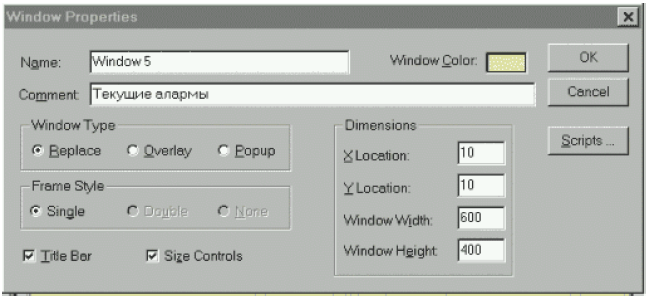 Window Properties
Name: Window 5 Window Color: OK
Comment: Текущие алармы Cancel
Window Type Dimensions Scripts ...
Replace Overlay Popup X Location: 10
Frame Style Y Location: 10
Single Double None Window Width: 600
Title Bar Size Controls Window Height: 400